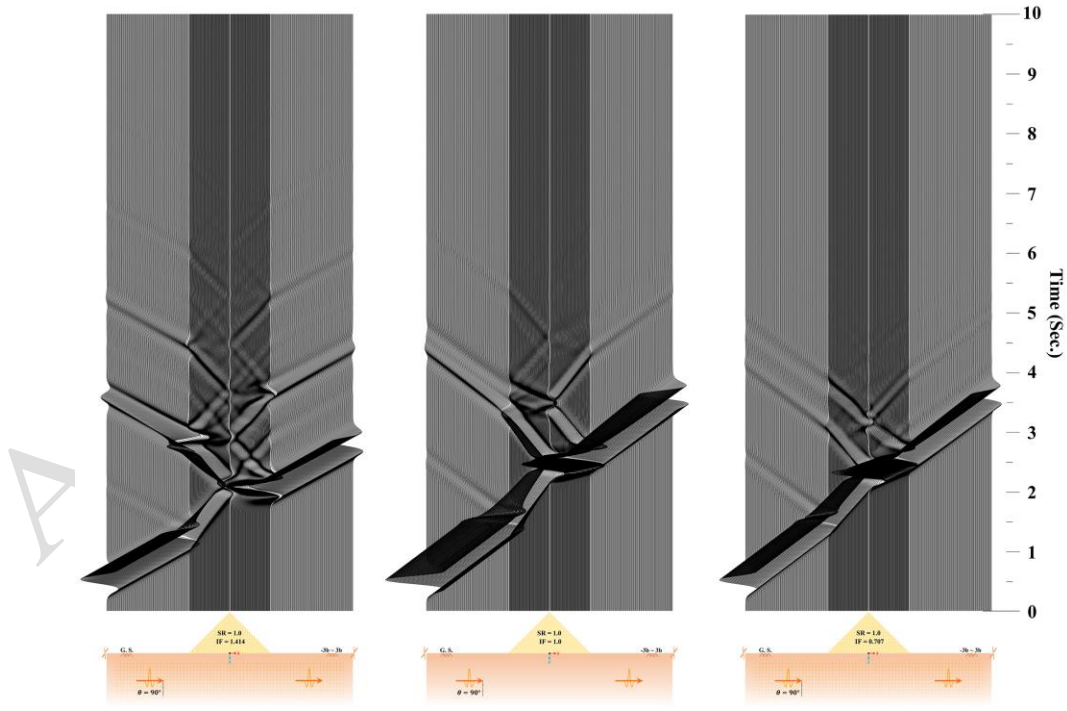 10
9
8
7
6
5
4
3
2
1
0
Time (Sec.)
A
SR = 1.0
IF = 1.414
G. S.
-3b ~ 3b
θ = 90°
SR = 1.0
IF = 1.0
G. S.
-3b ~ 3b
θ = 90°
SR = 1.0
IF = 0.707
G. S.
-3b ~ 3b
θ = 90°